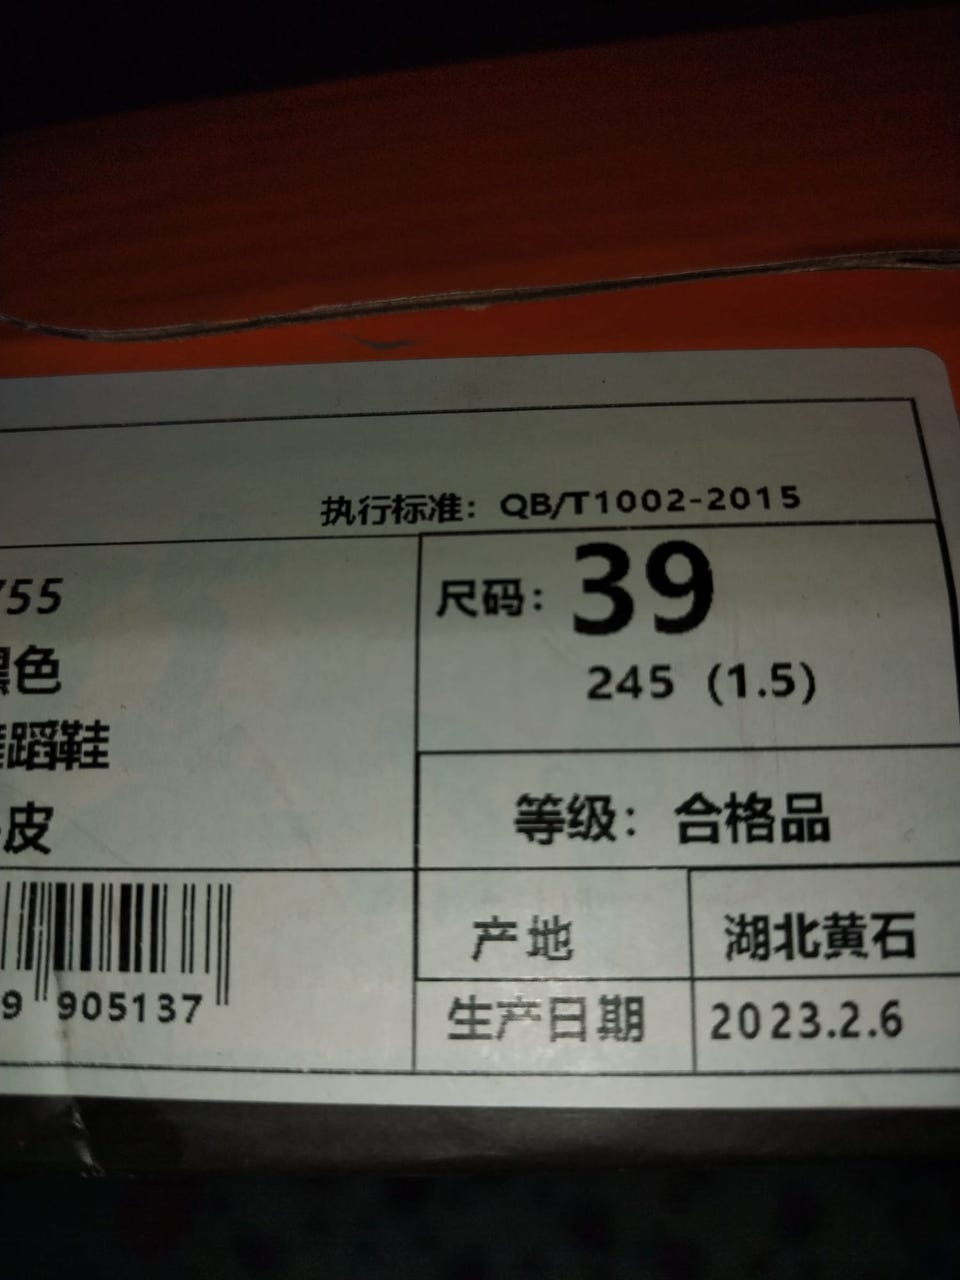 执行标准：QB/T1002-2015
755
黑色
舞蹈鞋
皮
尺码：39
245（1.5）
等级：合格品
产地 湖北黄石
生产日期 2023.2.6
9 905137